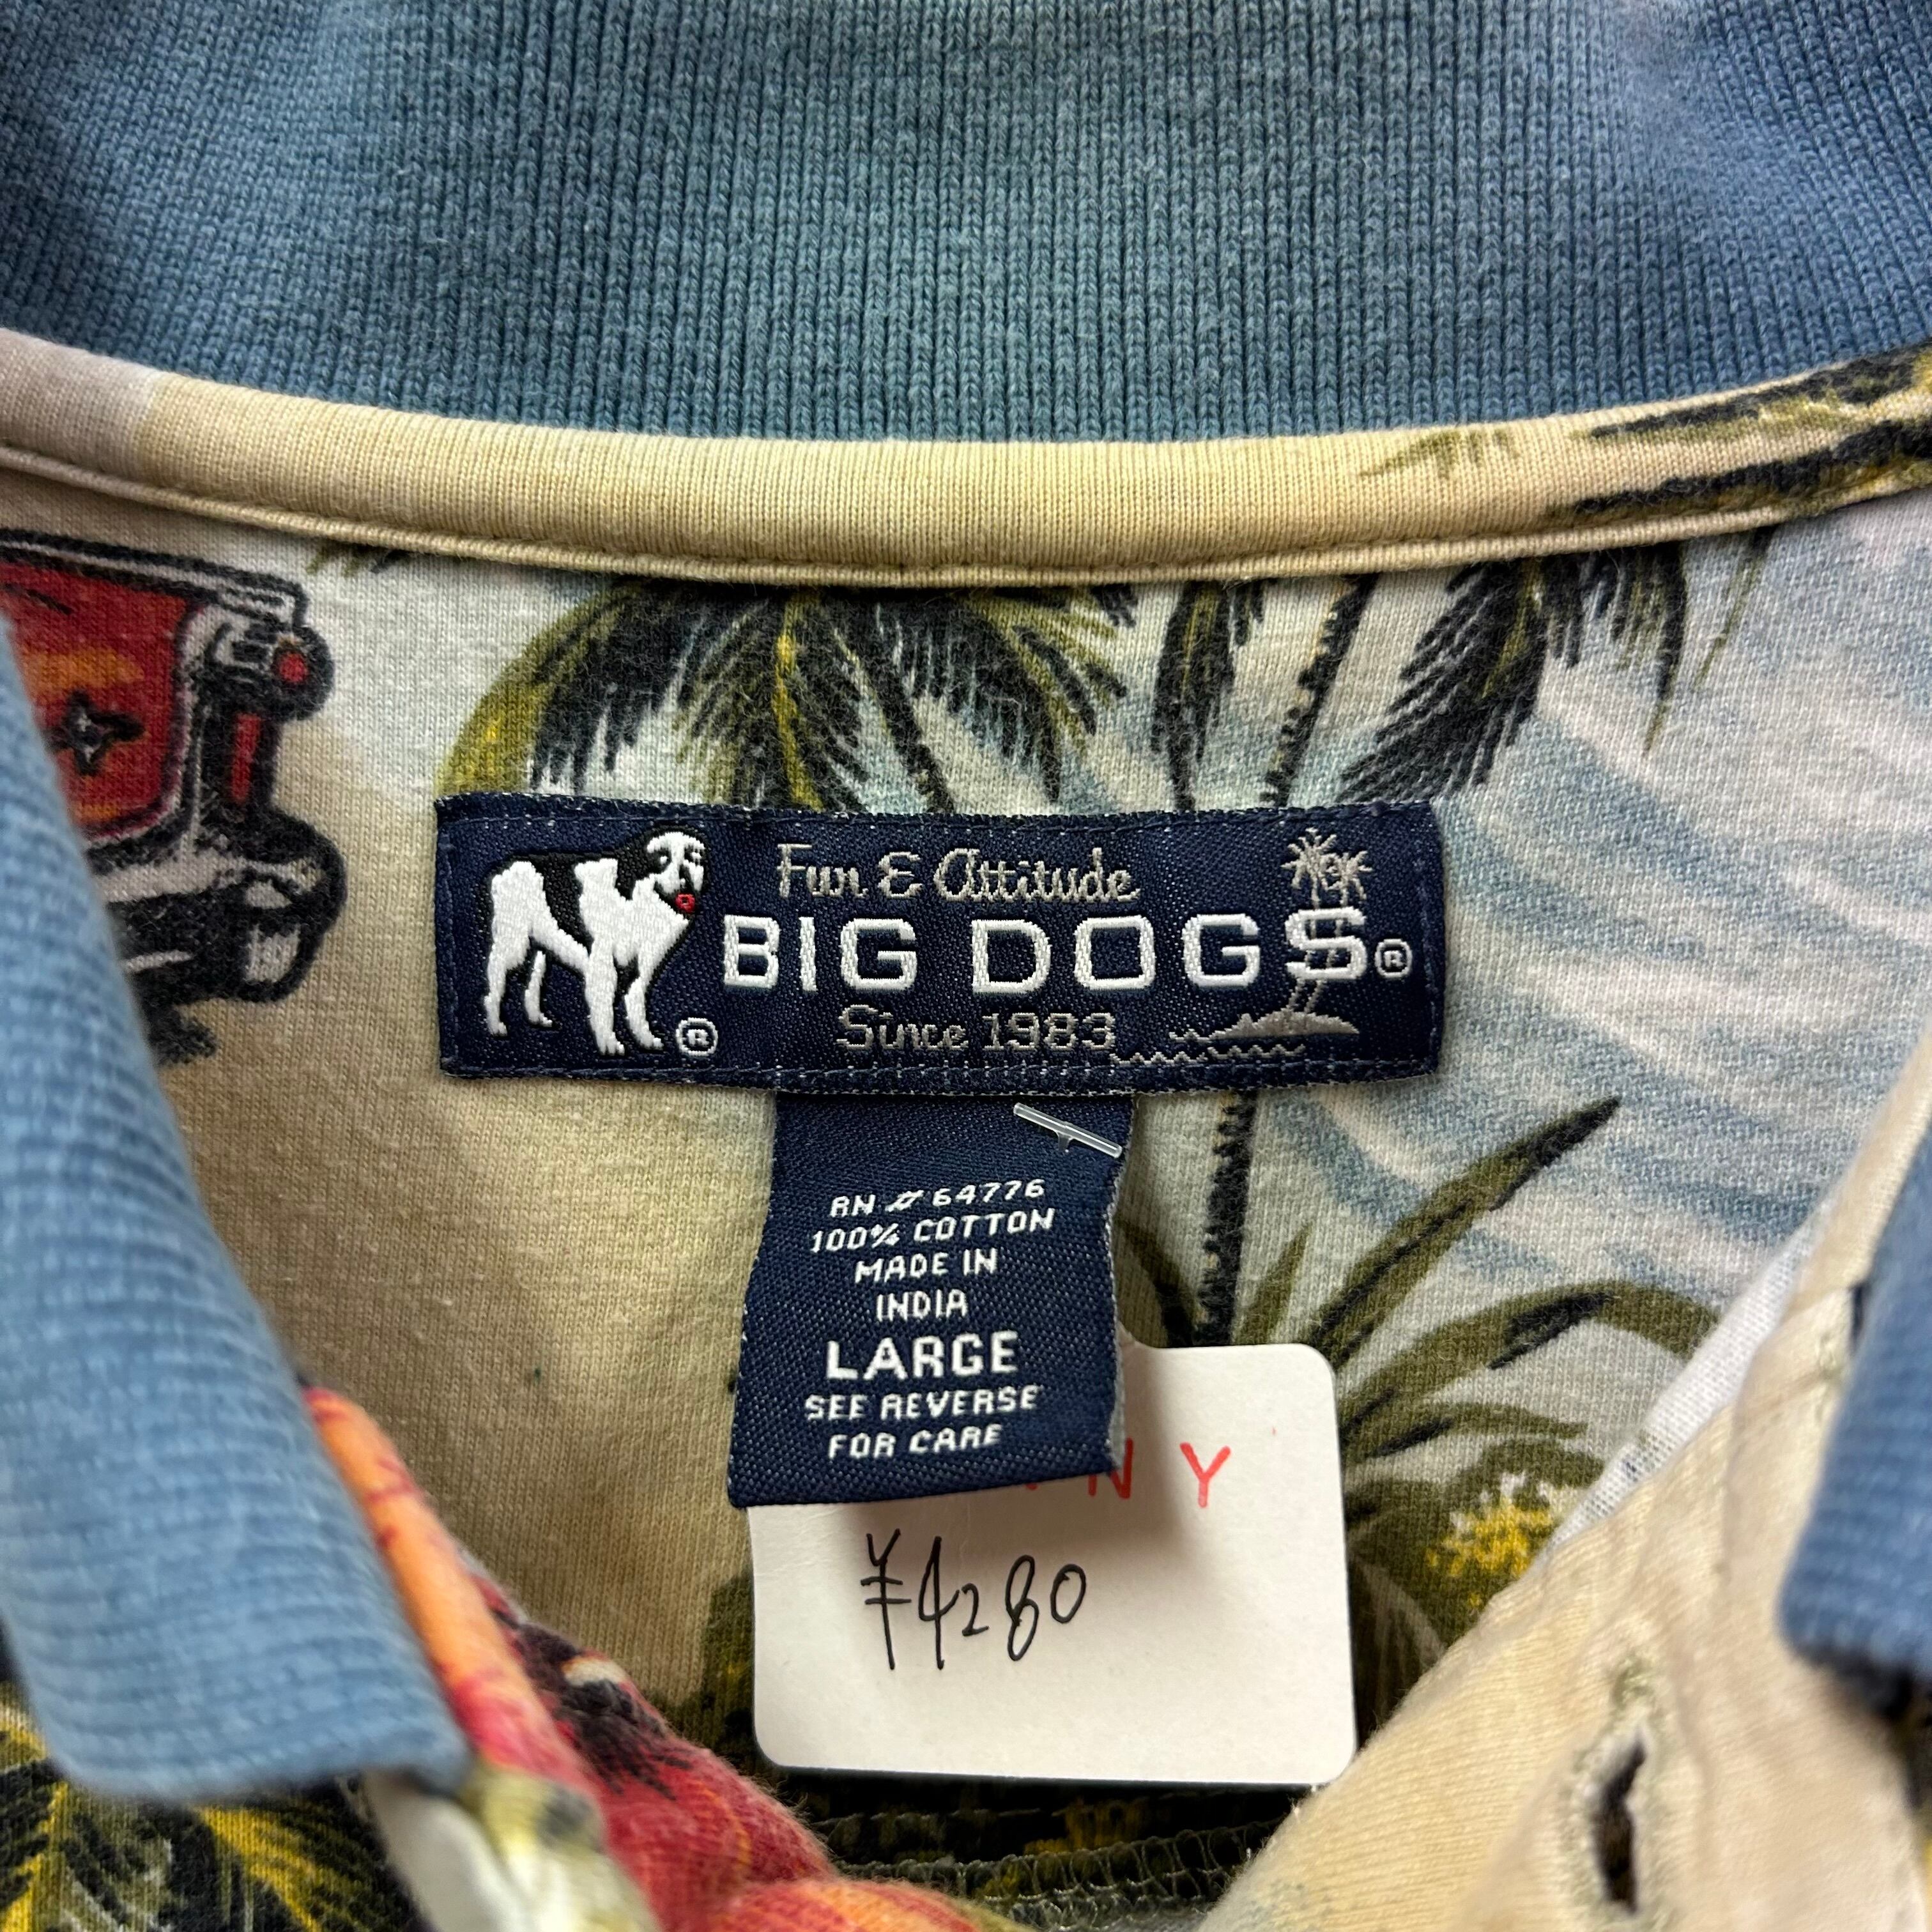 Fun & Attitude
BIG DOGS®
®
Since 1983
RN # 64776
100% COTTON
MADE IN
INDIA
LARGE
SEE REVERSE
FOR CARE
NY
¥4280